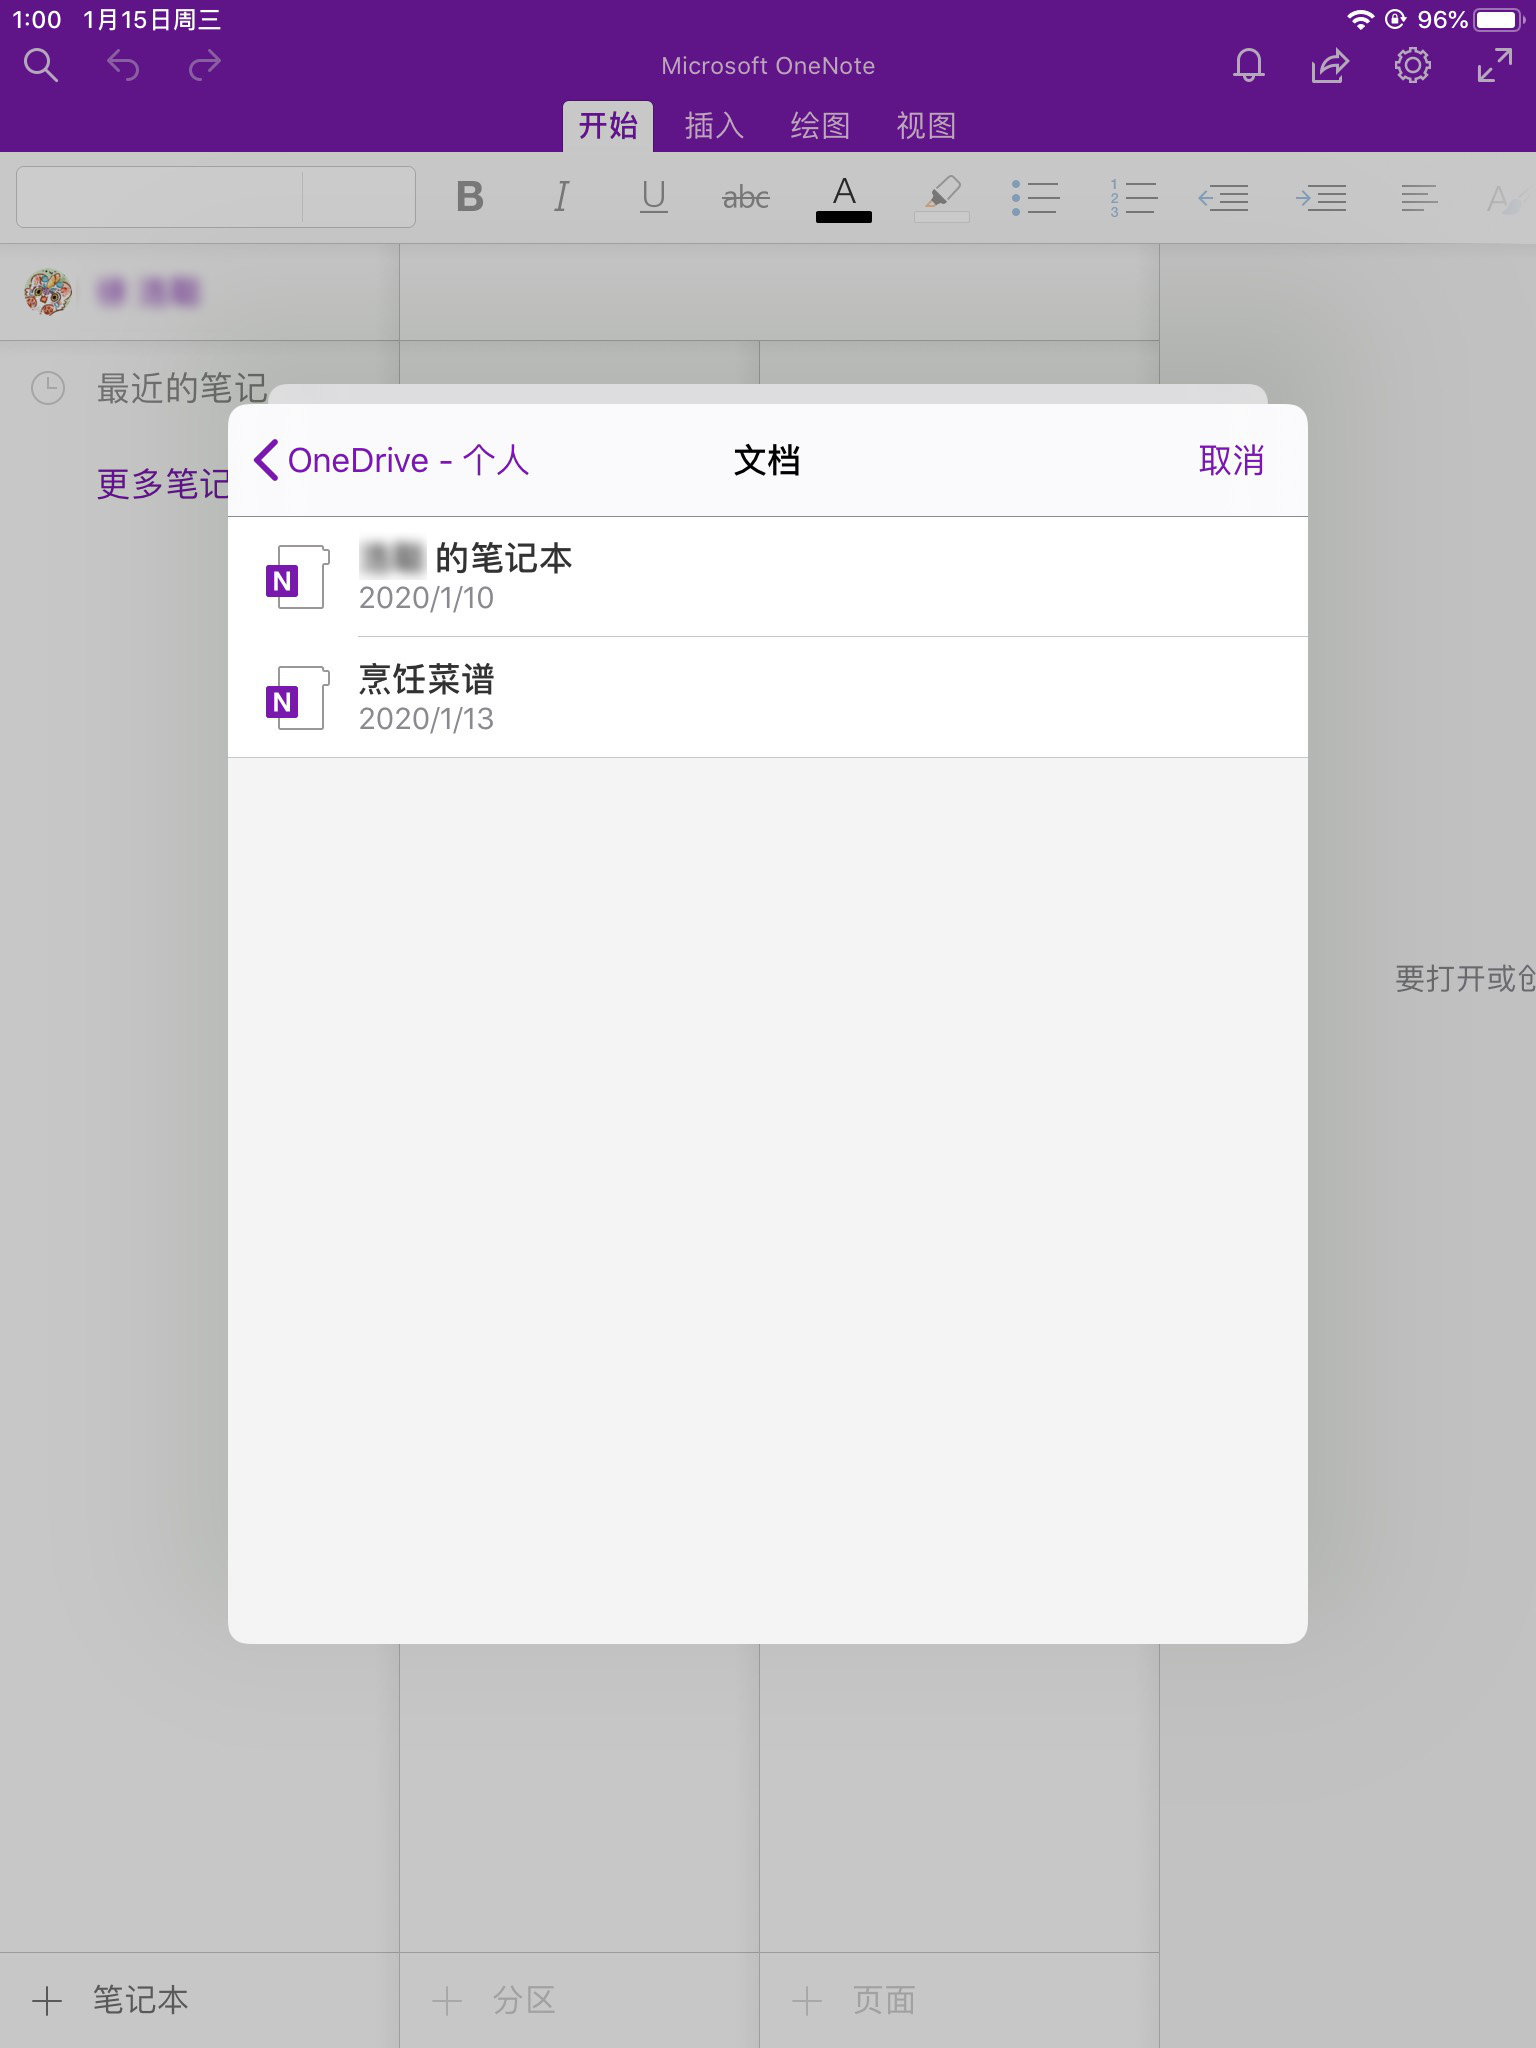 1:00 1月15日周三 96%
Microsoft OneNote
开始 插入 绘图 视图
B I U abc A A
最近的笔记
更多笔记
OneDrive - 个人 文档 取消
N 的笔记本
2020/1/10
N 烹饪菜谱
2020/1/13
要打开或
笔记本 分区 页面